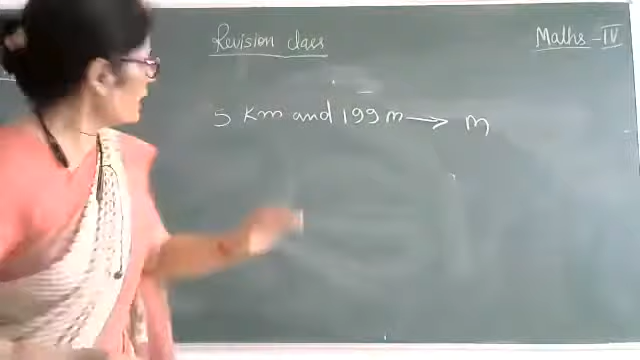 Revision class
Maths - IV
5 Km and 199 m → m